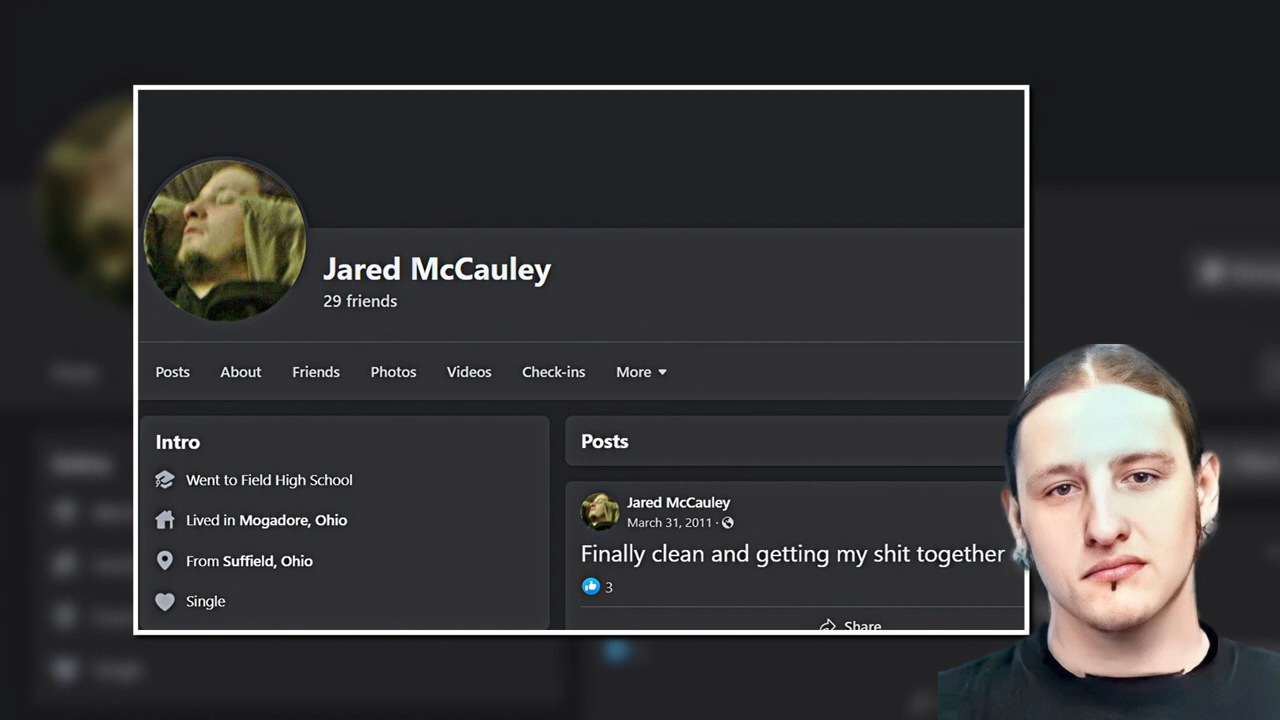 Jared McCauley
29 friends
Posts About Friends Photos Videos Check-ins More
Intro
Went to Field High School
Lived in Mogadore, Ohio
From Suffield, Ohio
Single
Posts
Jared McCauley
March 31, 2011 ·
Finally clean and getting my shit together
3
Share